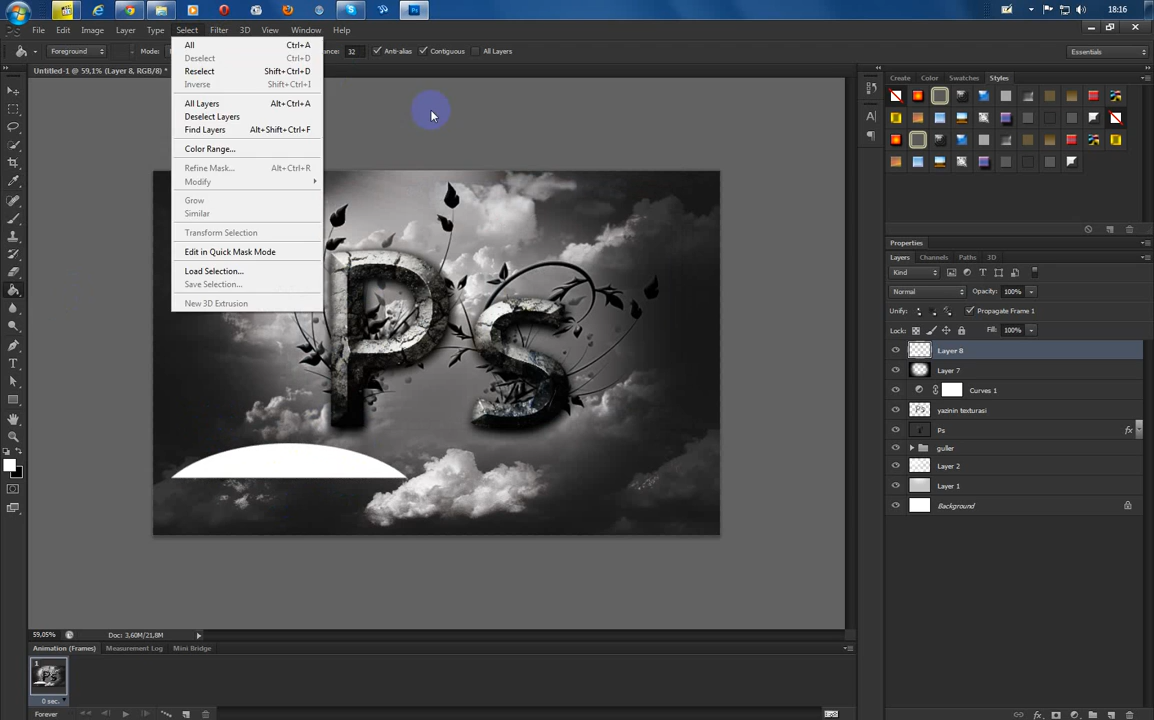 18:16
File Edit Image Layer Type Select Filter 3D View Window Help
Foreground Mode: 32 Anti-alias Contiguous All Layers Essentials
Untitled-1 @ 59,1% (Layer 8, RGB/8) *
All Ctrl+A
Deselect Ctrl+D
Reselect Shift+Ctrl+D
Inverse Shift+Ctrl+I
All Layers Alt+Ctrl+A
Deselect Layers
Find Layers Alt+Shift+Ctrl+F
Color Range...
Refine Mask... Alt+Ctrl+R
Modify
Grow
Similar
Transform Selection
Edit in Quick Mask Mode
Load Selection...
Save Selection...
New 3D Extrusion
PS
Create Color Swatches Styles
Properties
Layers Channels Paths 3D
Kind
Normal Opacity: 100%
Unify: Propagate Frame 1
Lock: Fill: 100%
Layer 8
Layer 7
Curves 1
yazinin texturasi
Ps fx
guller
Layer 2
Layer 1
Background
59,05% Doc: 3,60M/21,8M
Animation (Frames) Measurement Log Mini Bridge
1
0 sec.
Forever